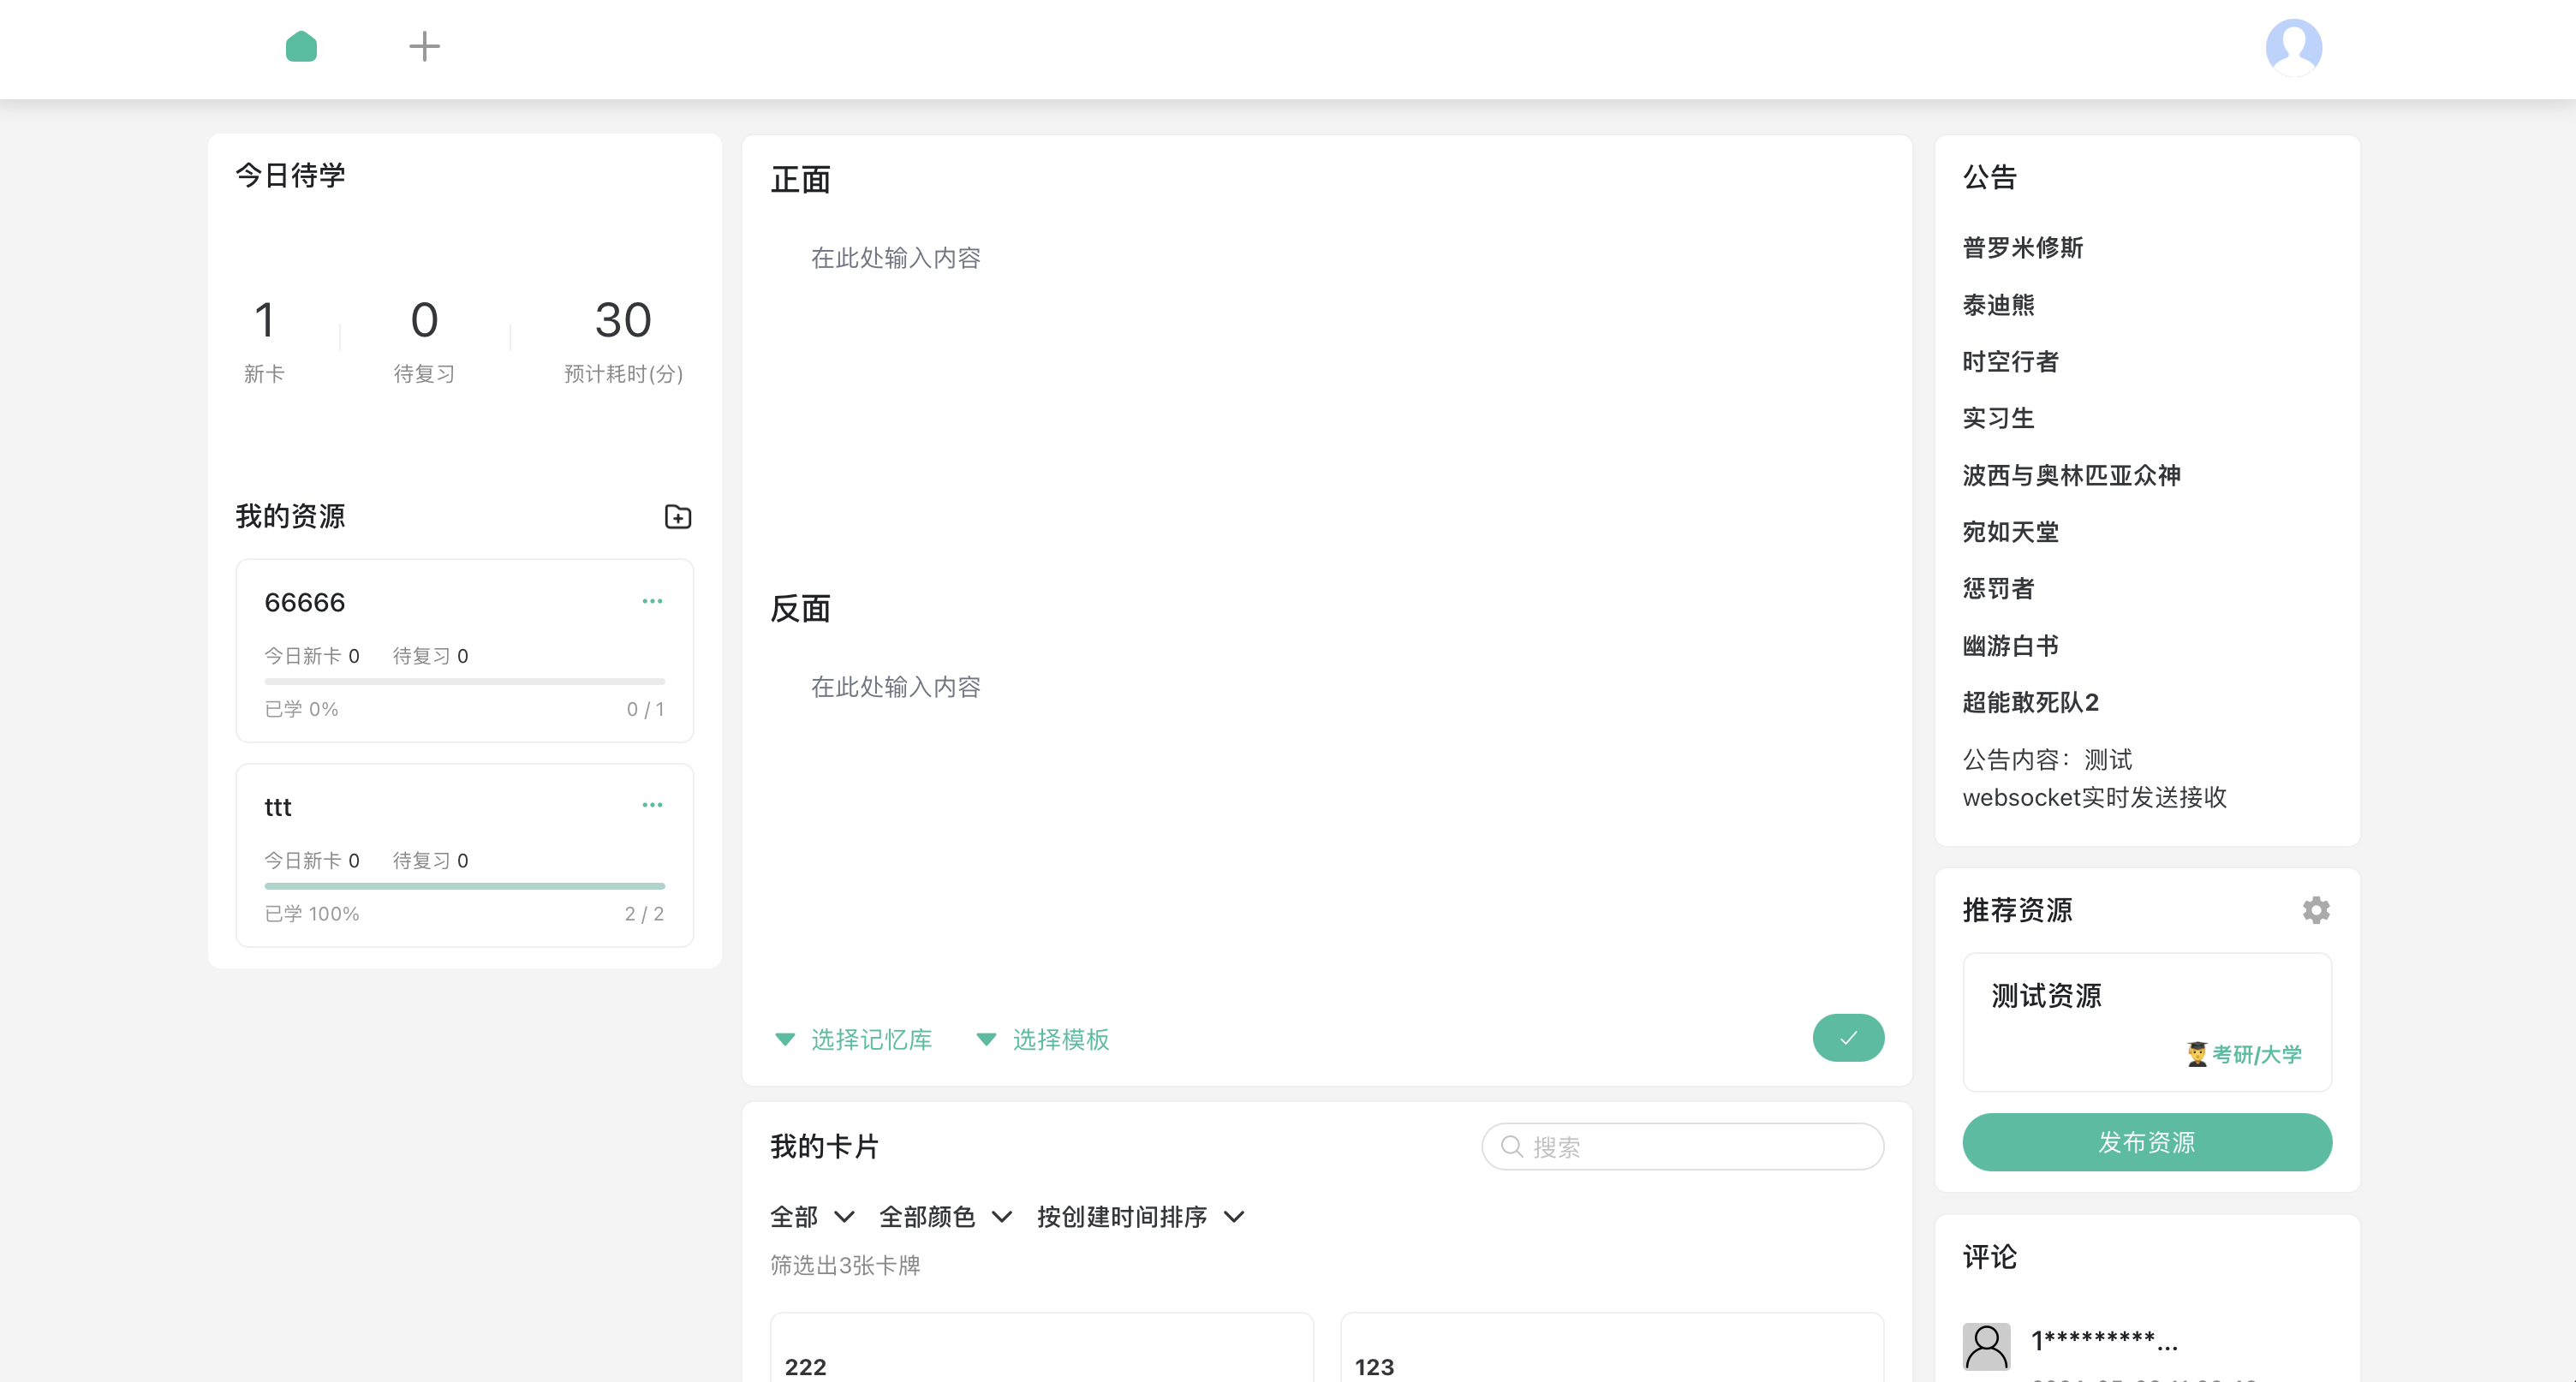 今日待学
1 0 30
新卡 待复习 预计耗时(分)
我的资源
66666
今日新卡 0 待复习 0
已学 0% 0 / 1
ttt
今日新卡 0 待复习 0
已学 100% 2 / 2
正面
在此处输入内容
反面
在此处输入内容
选择记忆库 选择模板
我的卡片
搜索
全部 全部颜色 按创建时间排序
筛选出3张卡牌
222 123
公告
普罗米修斯
泰迪熊
时空行者
实习生
波西与奥林匹亚众神
宛如天堂
惩罚者
幽游白书
超能敢死队2
公告内容：测试
websocket实时发送接收
推荐资源
测试资源
考研/大学
发布资源
评论
1*********...